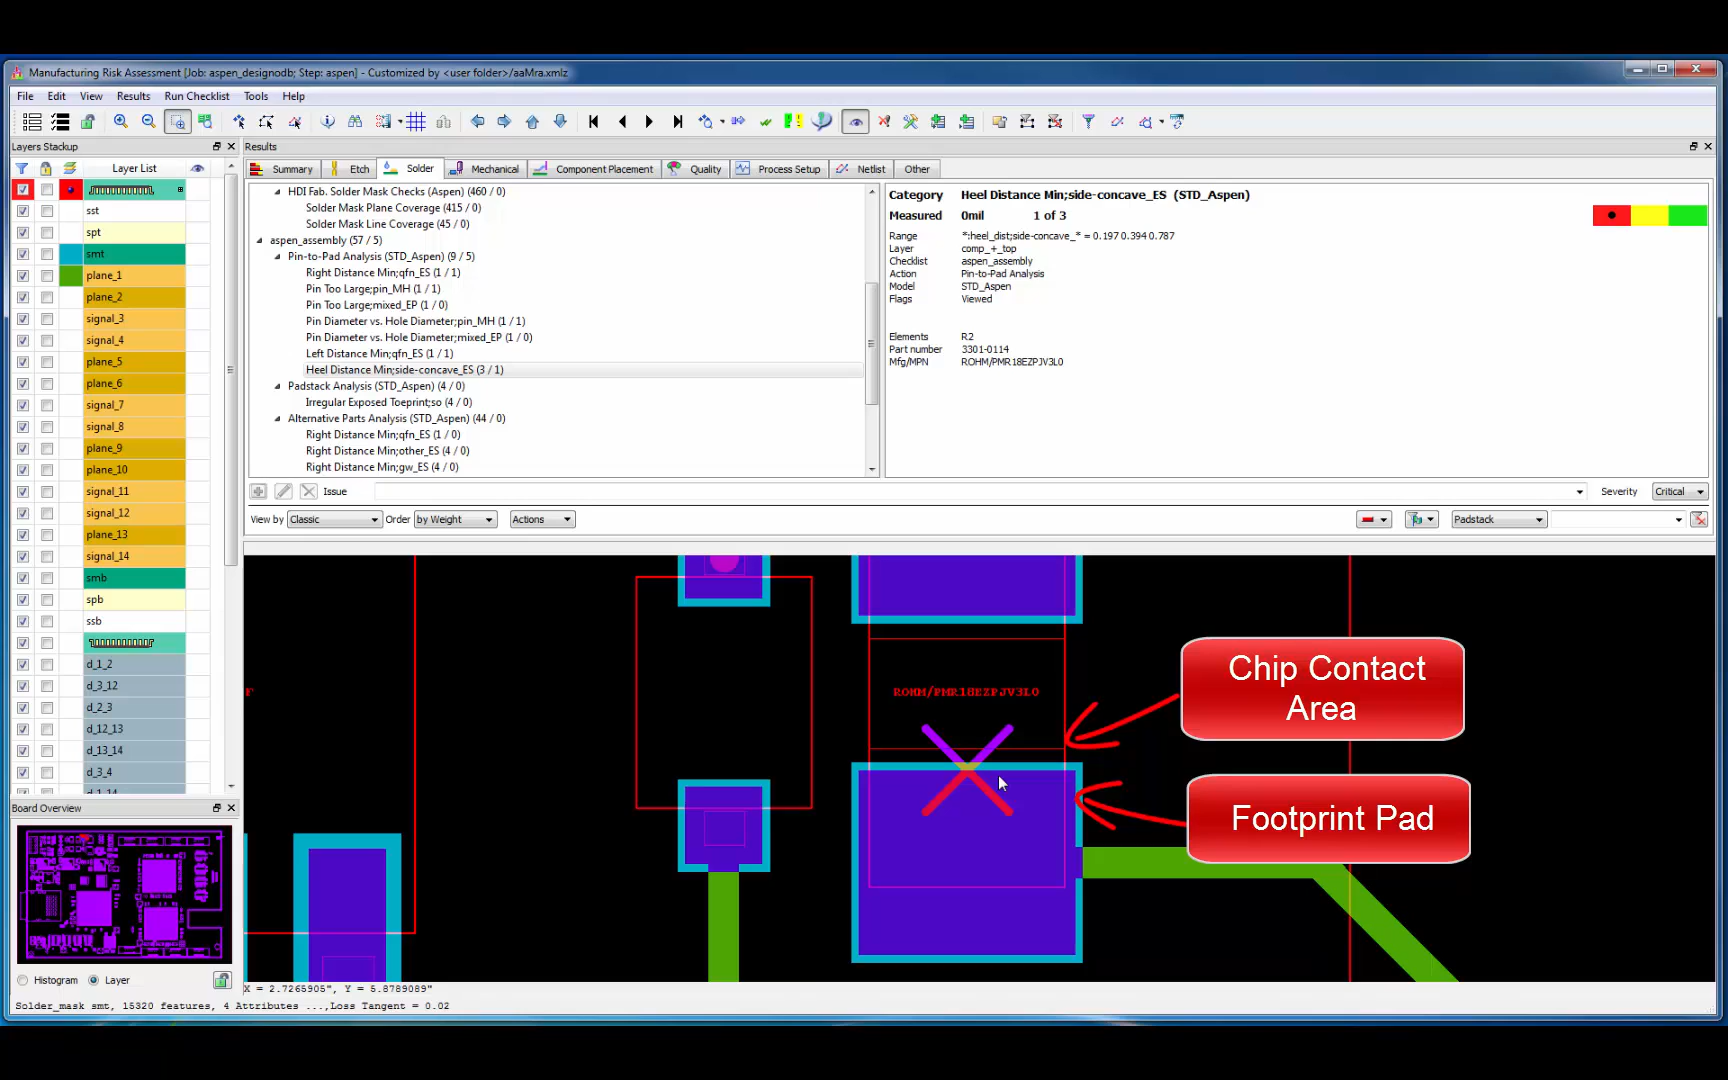 Manufacturing Risk Assessment [Job: aspen_designodb; Step: aspen] - Customized by <user folder>/aaMra.xmlz
File Edit View Results Run Checklist Tools Help
Layers Stackup
Results
Layer List
Summary Etch Solder Mechanical Component Placement Quality Process Setup Netlist Other
sst
spt
smt
plane_1
plane_2
signal_3
signal_4
plane_5
plane_6
signal_7
signal_8
plane_9
plane_10
signal_11
signal_12
plane_13
signal_14
smb
spb
ssb
d_1_2
d_3_12
d_2_3
d_12_13
d_13_14
d_3_4
d_1_14
HDI Fab. Solder Mask Checks (Aspen) (460 / 0)
Solder Mask Plane Coverage (415 / 0)
Solder Mask Line Coverage (45 / 0)
aspen_assembly (57 / 5)
Pin-to-Pad Analysis (STD_Aspen) (9 / 5)
Right Distance Min;qfn_ES (1 / 1)
Pin Too Large;pin_MH (1 / 1)
Pin Too Large;mixed_EP (1 / 0)
Pin Diameter vs. Hole Diameter;pin_MH (1 / 1)
Pin Diameter vs. Hole Diameter;mixed_EP (1 / 0)
Left Distance Min;qfn_ES (1 / 1)
Heel Distance Min;side-concave_ES (3 / 1)
Padstack Analysis (STD_Aspen) (4 / 0)
Irregular Exposed Toeprint;so (4 / 0)
Alternative Parts Analysis (STD_Aspen) (44 / 0)
Right Distance Min;qfn_ES (1 / 0)
Right Distance Min;other_ES (4 / 0)
Right Distance Min;gw_ES (4 / 0)
Category Heel Distance Min;side-concave_ES (STD_Aspen)
Measured 0mil 1 of 3
Range *:heel_dist;side-concave_* = 0.197 0.394 0.787
Layer comp_+_top
Checklist aspen_assembly
Action Pin-to-Pad Analysis
Model STD_Aspen
Flags Viewed
Elements R2
Part number 3301-0114
Mfg/MPN ROHM/PMR18EZPJV3L0
Issue
Severity Critical
View by Classic Order by Weight Actions
Padstack
F
ROHM/PMR18EZPJV3L0
Chip Contact
Area
Footprint Pad
Board Overview
Histogram Layer
X = 2.7265905", Y = 5.8789089"
Solder_mask smt, 15320 features, 4 Attributes ...,Loss Tangent = 0.02